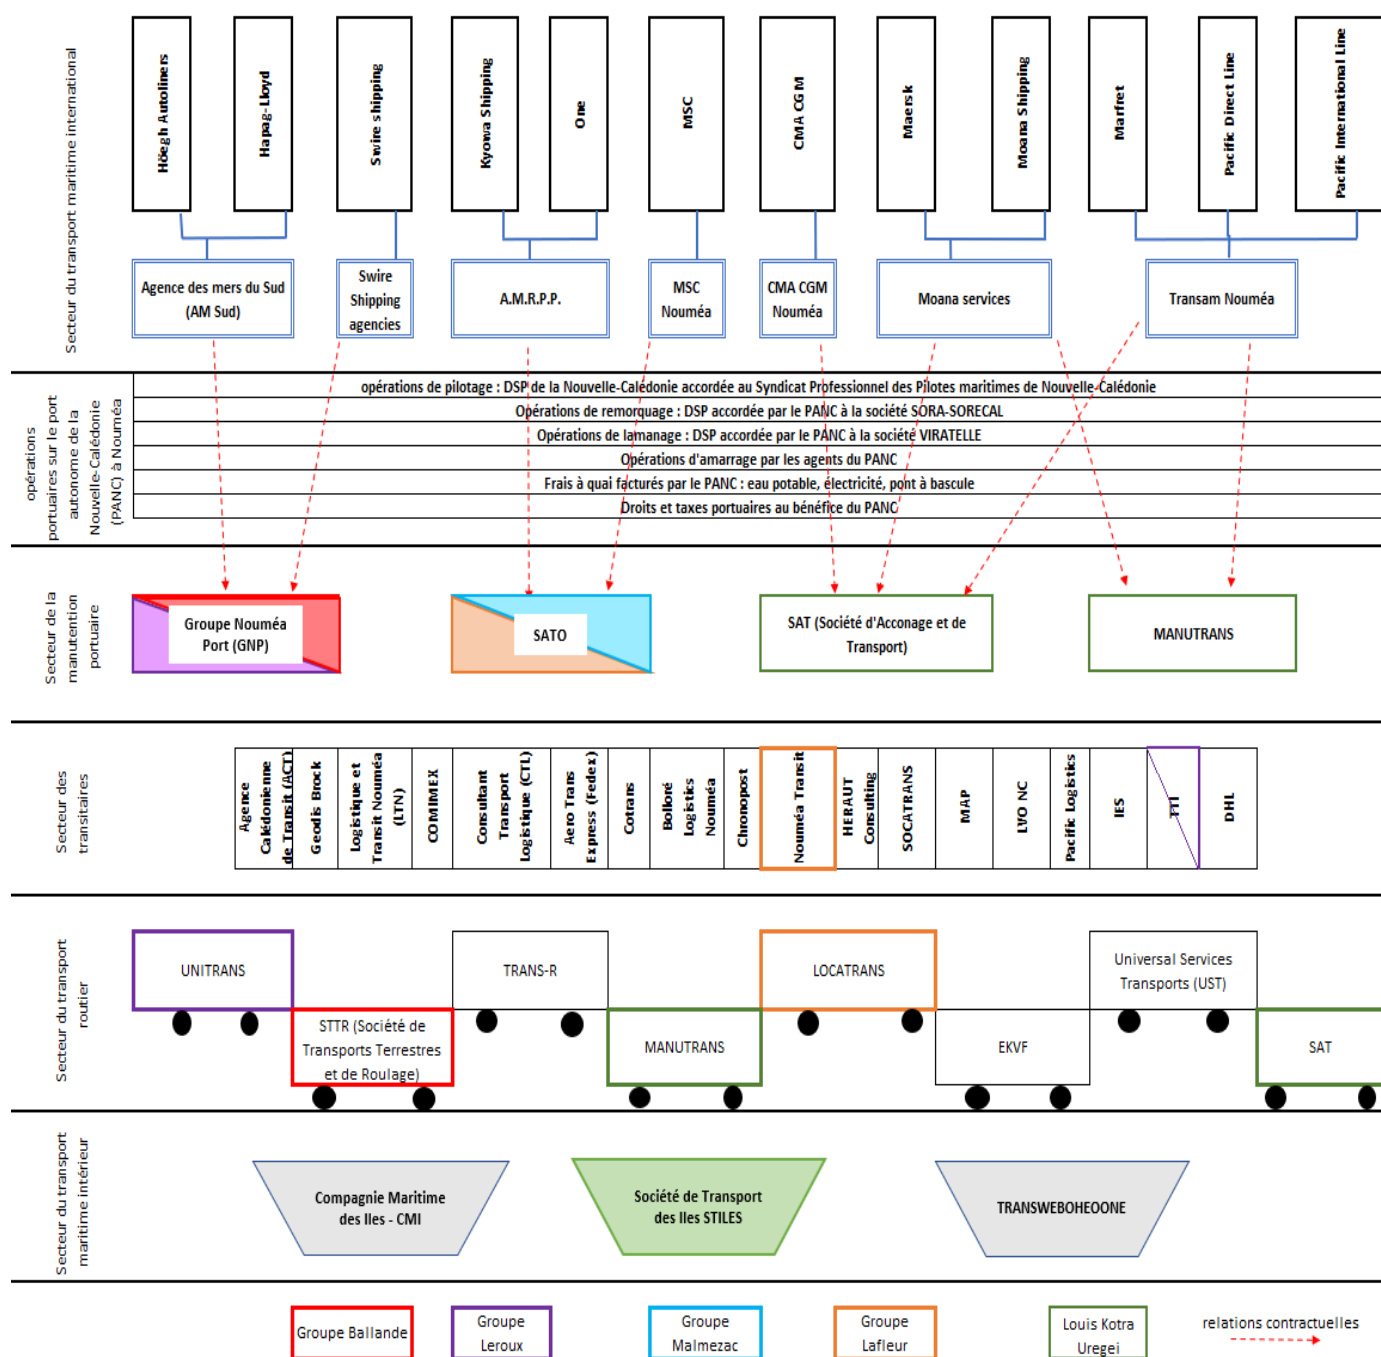 Secteur du transport maritime international
Höegh Autoliners
Hapag-Lloyd
Swire shipping
Kyowa Shipping
One
MSC
CMA CGM
Maersk
Moana Shipping
Marfret
Pacific Direct Line
Pacific International Line
Agence des mers du Sud
(AM Sud)
Swire
Shipping
agencies
A.M.R.P.P.
MSC
Nouméa
CMA CGM
Nouméa
Moana services
Transam Nouméa
opérations
portuaires sur le port
autonome de la
Nouvelle-Calédonie
(PANC) à Nouméa
opérations de pilotage : DSP de la Nouvelle-Calédonie accordée au Syndicat Professionnel des Pilotes maritimes de Nouvelle-Calédonie
Opérations de remorquage : DSP accordée par le PANC à la société SORA-SORECAL
Opérations de lamanage : DSP accordée par le PANC à la société VIRATELLE
Opérations d'amarrage par les agents du PANC
Frais à quai facturés par le PANC : eau potable, électricité, pont à bascule
Droits et taxes portuaires au bénéfice du PANC
Secteur de la
manutention
portuaire
Groupe Nouméa
Port (GNP)
SATO
SAT (Société d'Acconage et de
Transport)
MANUTRANS
Secteur des
transitaires
Agence
Calédonienne
de Transit (ACT)
Geodis Brock
Logistique et
Transit Nouméa
(LTN)
COMIMEX
Consultant
Transport
Logistique (CTL)
Aero Trans
Express (Fedex)
Cotrans
Bolloré
Logistics
Nouméa
Chronopost
Nouméa Transit
HERAUT
Consulting
SOCATRANS
MAP
LVO NC
Pacific Logistics
IES
TTI
DHL
Secteur du transport
routier
UNITRANS
STTR (Société de
Transports Terrestres
et de Roulage)
TRANS-R
MANUTRANS
LOCATRANS
EKVF
Universal Services
Transports (UST)
SAT
Secteur du transport
maritime intérieur
Compagnie Maritime
des Iles - CMI
Société de Transport
des Iles STILES
TRANSWEBOHEOONE
Groupe Ballande
Groupe
Leroux
Groupe
Malmezac
Groupe
Lafleur
Louis Kotra
Uregei
relations contractuelles